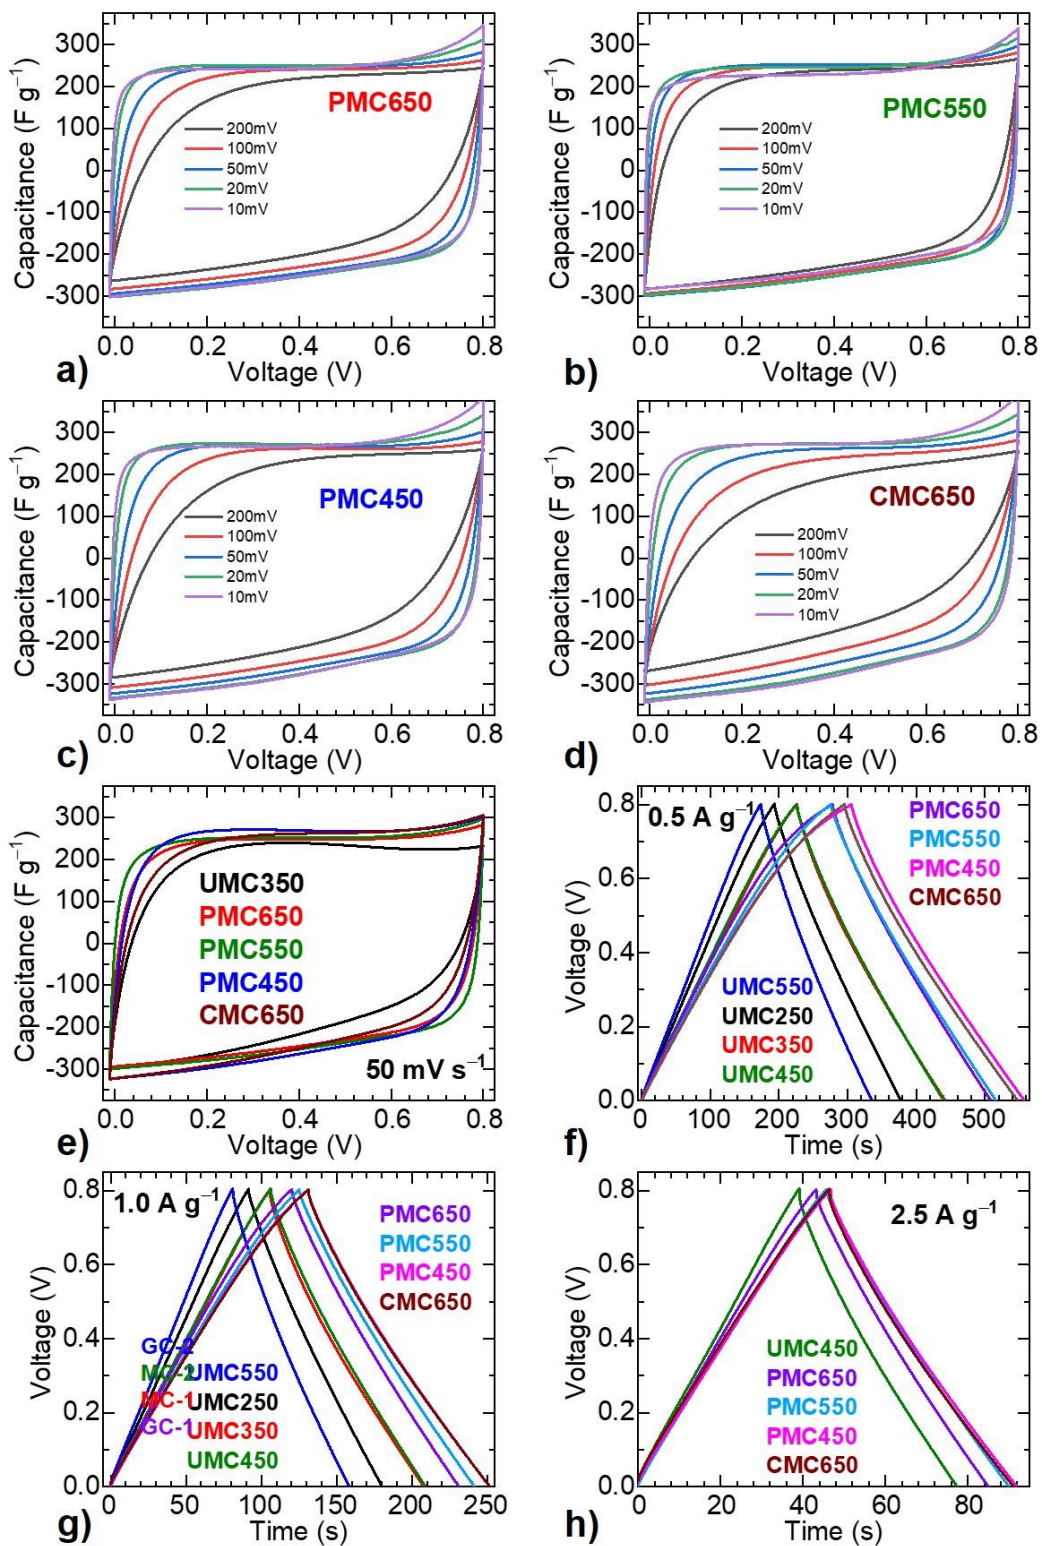 300
200
100
0
-100
-200
-300
Capacitance (F g⁻¹)
PMC650
200mV
100mV
50mV
20mV
10mV
0.0 0.2 0.4 0.6 0.8
Voltage (V)
a)
300
200
100
0
-100
-200
-300
Capacitance (F g⁻¹)
PMC550
200mV
100mV
50mV
20mV
10mV
0.0 0.2 0.4 0.6 0.8
Voltage (V)
b)
300
200
100
0
-100
-200
-300
Capacitance (F g⁻¹)
PMC450
200mV
100mV
50mV
20mV
10mV
0.0 0.2 0.4 0.6 0.8
Voltage (V)
c)
300
200
100
0
-100
-200
-300
Capacitance (F g⁻¹)
CMC650
200mV
100mV
50mV
20mV
10mV
0.0 0.2 0.4 0.6 0.8
Voltage (V)
d)
300
200
100
0
-100
-200
-300
Capacitance (F g⁻¹)
UMC350
PMC650
PMC550
PMC450
CMC650
50 mV s⁻¹
0.0 0.2 0.4 0.6 0.8
Voltage (V)
e)
0.8
0.6
0.4
0.2
0.0
Voltage (V)
0.5 A g⁻¹
PMC650
PMC550
PMC450
CMC650
UMC550
UMC250
UMC350
UMC450
0 100 200 300 400 500
Time (s)
f)
0.8
0.6
0.4
0.2
0.0
Voltage (V)
1.0 A g⁻¹
PMC650
PMC550
PMC450
CMC650
GC-2
MC-2
MC-1
GC-1
UMC550
UMC250
UMC350
UMC450
0 50 100 150 200 250
Time (s)
g)
0.8
0.6
0.4
0.2
0.0
Voltage (V)
2.5 A g⁻¹
UMC450
PMC650
PMC550
PMC450
CMC650
0 20 40 60 80
Time (s)
h)